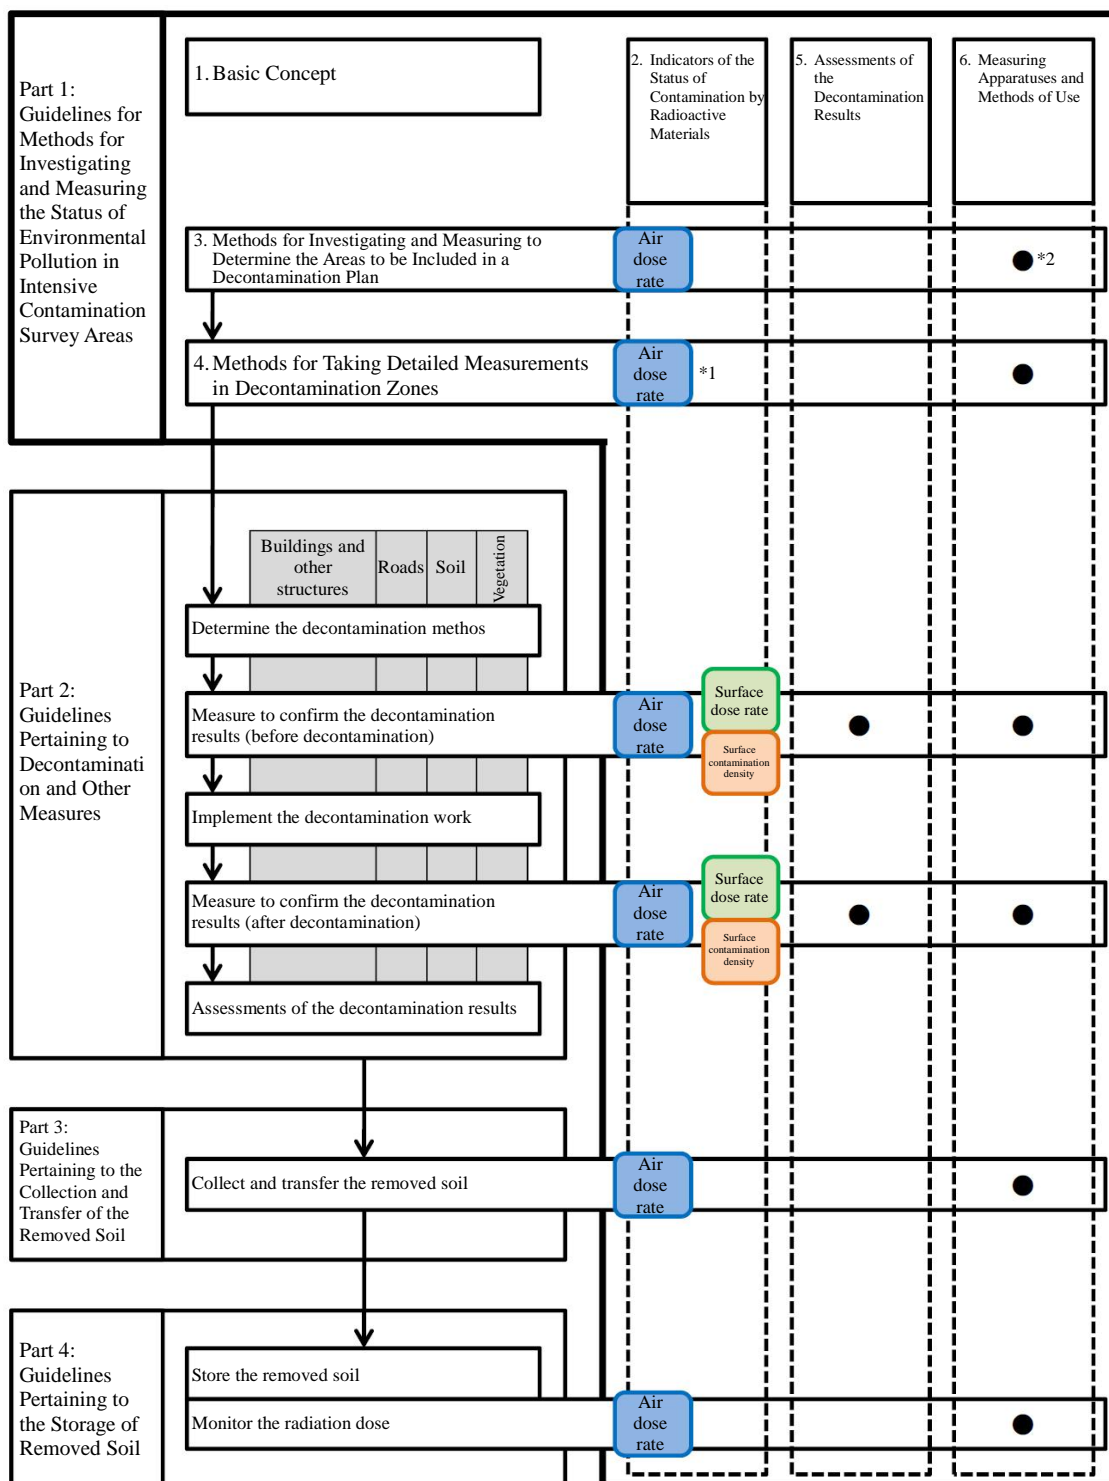 Part 1:
Guidelines for
Methods for
Investigating
and Measuring
the Status of
Environmental
Pollution in
Intensive
Contamination
Survey Areas
1. Basic Concept
2. Indicators of the
Status of
Contamination by
Radioactive
Materials
5. Assessments of
the
Decontamination
Results
6. Measuring
Apparatuses and
Methods of Use
3. Methods for Investigating and Measuring to
Determine the Areas to be Included in a
Decontamination Plan
Air
dose
rate
*2
4. Methods for Taking Detailed Measurements
in Decontamination Zones
Air
dose
rate
*1
Part 2:
Guidelines
Pertaining to
Decontaminati
on and Other
Measures
Buildings and
other
structures
Roads
Soil
Vegetation
Determine the decontamination methos
Measure to confirm the decontamination
results (before decontamination)
Air
dose
rate
Surface
dose rate
Surface
contamination
density
Implement the decontamination work
Measure to confirm the decontamination
results (after decontamination)
Air
dose
rate
Surface
dose rate
Surface
contamination
density
Assessments of the decontamination results
Part 3:
Guidelines
Pertaining to the
Collection and
Transfer of the
Removed Soil
Collect and transfer the removed soil
Air
dose
rate
Part 4:
Guidelines
Pertaining to
the Storage of
Removed Soil
Store the removed soil
Monitor the radiation dose
Air
dose
rate